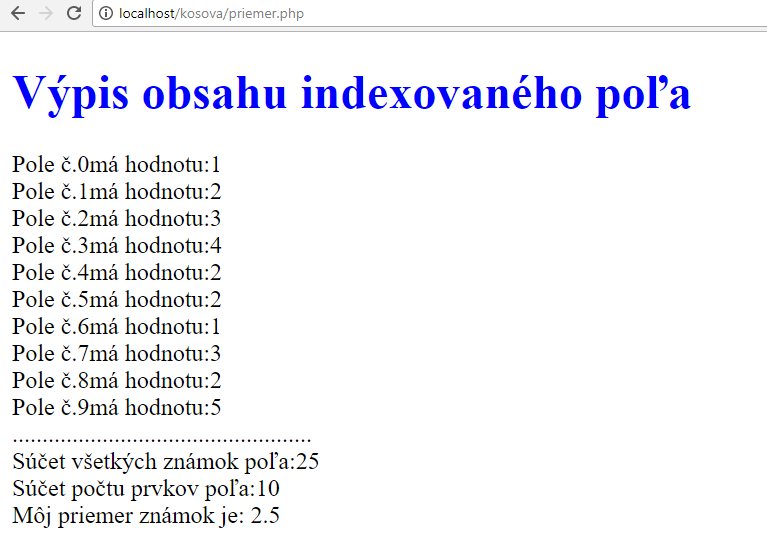 localhost/kosova/priemer.php
Výpis obsahu indexovaného poľa
Pole č.0má hodnotu:1
Pole č.1má hodnotu:2
Pole č.2má hodnotu:3
Pole č.3má hodnotu:4
Pole č.4má hodnotu:2
Pole č.5má hodnotu:2
Pole č.6má hodnotu:1
Pole č.7má hodnotu:3
Pole č.8má hodnotu:2
Pole č.9má hodnotu:5
..................................................
Súčet všetkých známok poľa:25
Súčet počtu prvkov poľa:10
Môj priemer známok je: 2.5